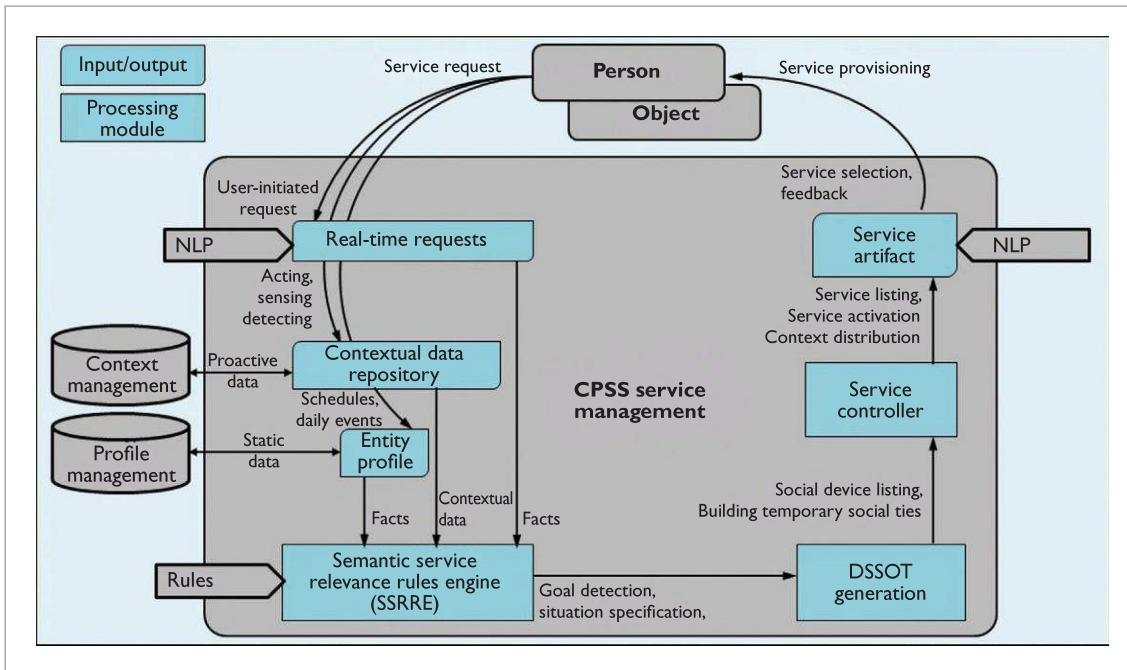 Input/output
Processing
module
Service request
Person
Object
Service provisioning
User-initiated
request
Service selection,
feedback
NLP
Real-time requests
Service
artifact
NLP
Acting,
sensing
detecting
Service listing,
Service activation
Context distribution
Context
management
Proactive
data
Contextual data
repository
CPSS service
management
Service
controller
Schedules,
daily events
Profile
management
Static
data
Entity
profile
Social device listing,
Building temporary social ties
Facts
Contextual
data
Facts
Rules
Semantic service
relevance rules engine
(SSRRE)
Goal detection,
situation specification,
DSSOT
generation